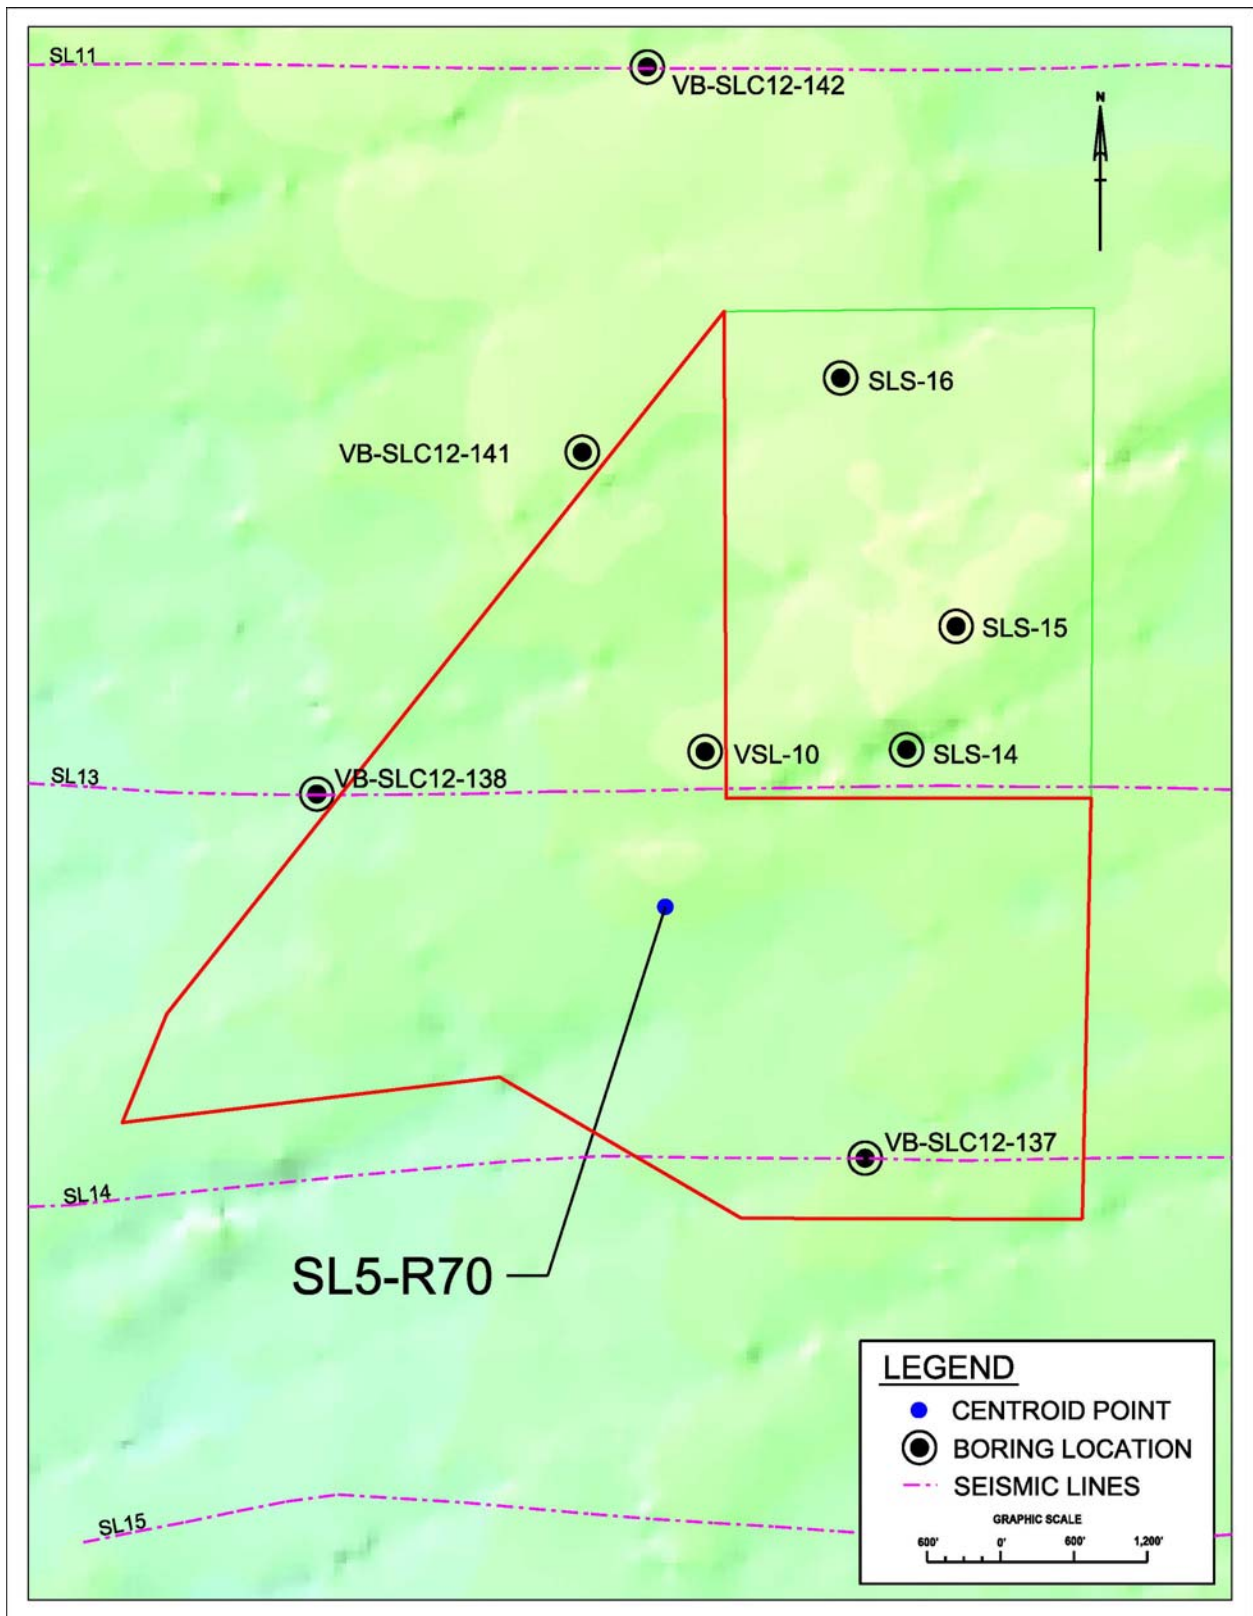 SL11
VB-SLC12-142
N
SLS-16
VB-SLC12-141
SLS-15
VSL-10
SLS-14
SL13
VB-SLC12-138
VB-SLC12-137
SL14
SL5-R70
SL15
LEGEND
CENTROID POINT
BORING LOCATION
SEISMIC LINES
GRAPHIC SCALE
600' 0' 600' 1,200'